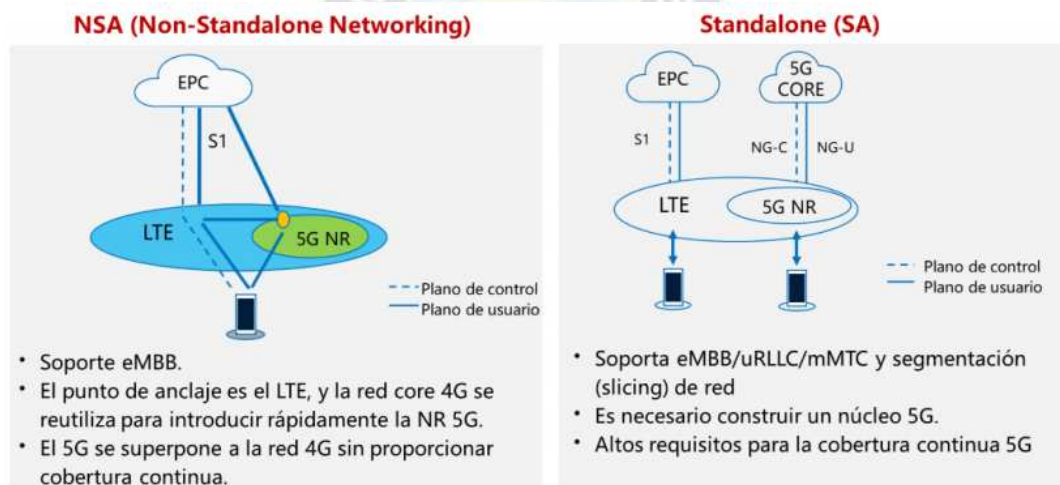 NSA (Non-Standalone Networking)
EPC
S1
LTE
5G NR
Plano de control
Plano de usuario
• Soporte eMBB.
• El punto de anclaje es el LTE, y la red core 4G se
reutiliza para introducir rápidamente la NR 5G.
• El 5G se superpone a la red 4G sin proporcionar
cobertura continua.
Standalone (SA)
EPC
5G
CORE
S1
NG-C
NG-U
LTE
5G NR
Plano de control
Plano de usuario
• Soporta eMBB/uRLLC/mMTC y segmentación
(slicing) de red
• Es necesario construir un núcleo 5G.
• Altos requisitos para la cobertura continua 5G